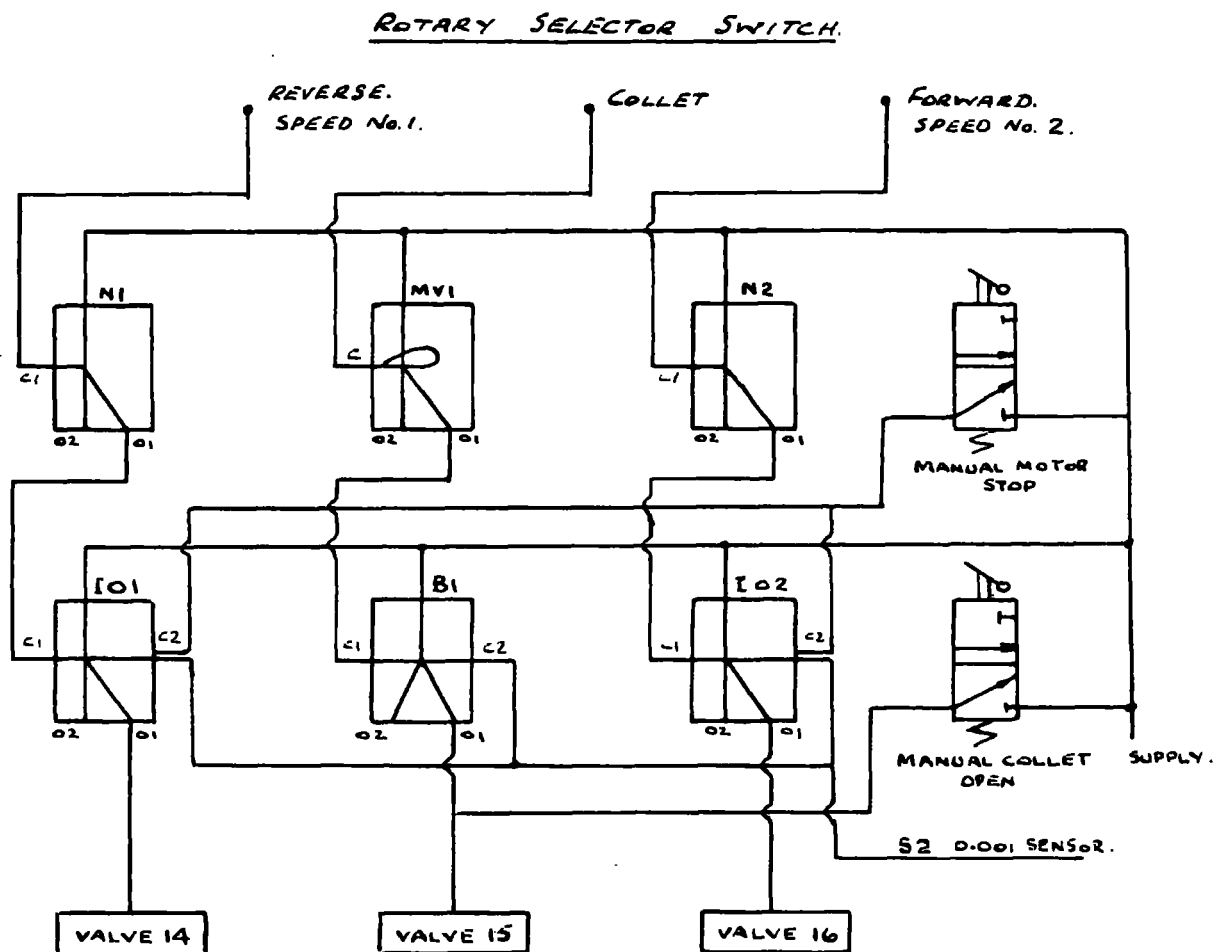 ROTARY SELECTOR SWITCH.
REVERSE.
SPEED No.1.
COLLET
FORWARD.
SPEED No. 2.
N1
MV1
N2
C1
C
C1
O2
O1
O2
O1
O2
O1
MANUAL MOTOR
STOP
IO1
B1
IO2
C1
C2
C1
C2
C1
C2
O2
O1
O2
O1
O2
O1
MANUAL COLLET
OPEN
SUPPLY.
S2 0.001 SENSOR.
VALVE 14
VALVE 15
VALVE 16